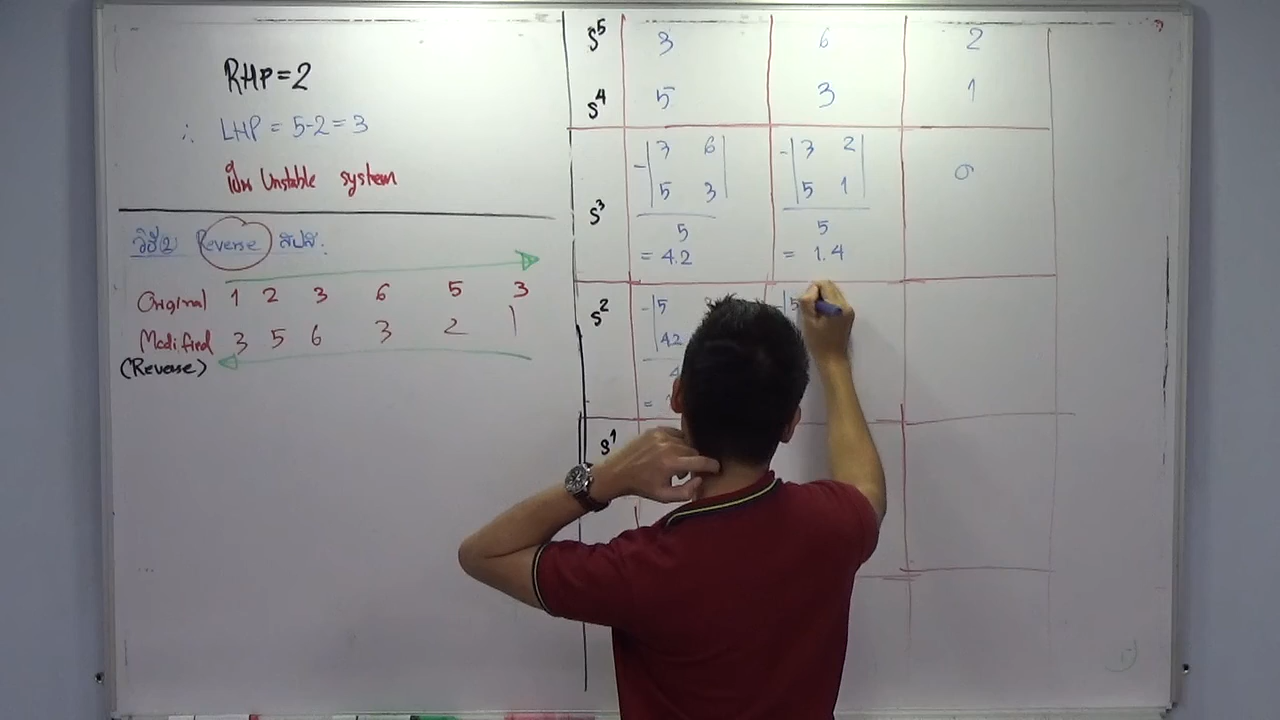 RHP = 2
∴ LHP = 5-2 = 3
เป็น Unstable system
วิธี(2) Reverse สปส.
Original 1 2 3 6 5 3
Modified 3 5 6 3 2 1
(Reverse)
S⁵ 3 6 2
S⁴ 5 3 1
-|3 6| -|3 2| 0
|5 3| |5 1|
S³
5 5
= 4.2 = 1.4
S² -|5 -|5
|4.2
4
=
S¹